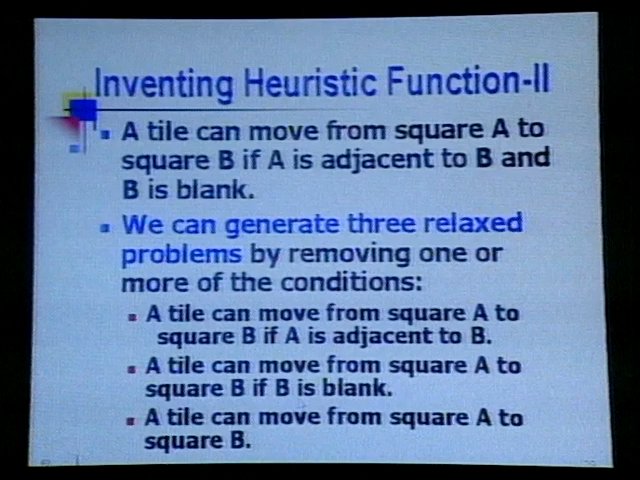 Inventing Heuristic Function-II
A tile can move from square A to
square B if A is adjacent to B and
B is blank.
We can generate three relaxed
problems by removing one or
more of the conditions:
A tile can move from square A to
square B if A is adjacent to B.
A tile can move from square A to
square B if B is blank.
A tile can move from square A to
square B.